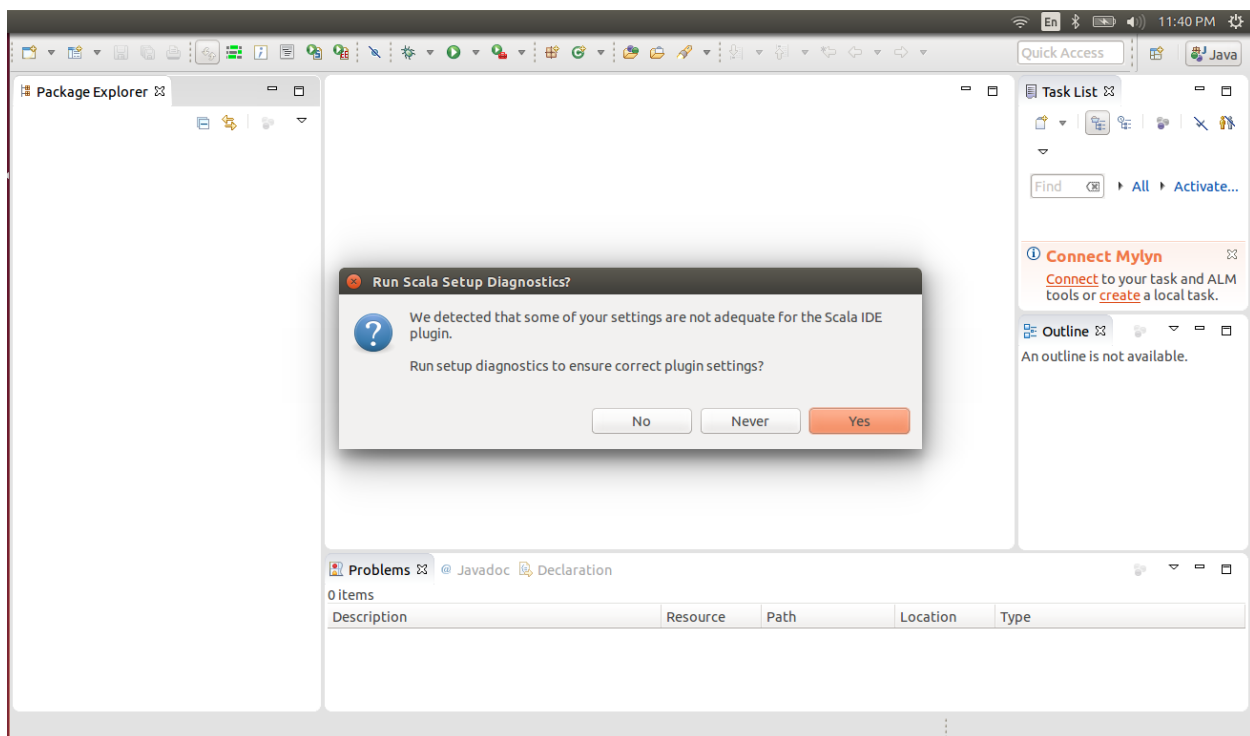 En 11:40 PM
Quick Access Java
Package Explorer
Task List
Find All Activate...
Connect Mylyn
Connect to your task and ALM
tools or create a local task.
Run Scala Setup Diagnostics?
We detected that some of your settings are not adequate for the Scala IDE
plugin.
Run setup diagnostics to ensure correct plugin settings?
No Never Yes
Outline
An outline is not available.
Problems @ Javadoc Declaration
0 items
Description Resource Path Location Type